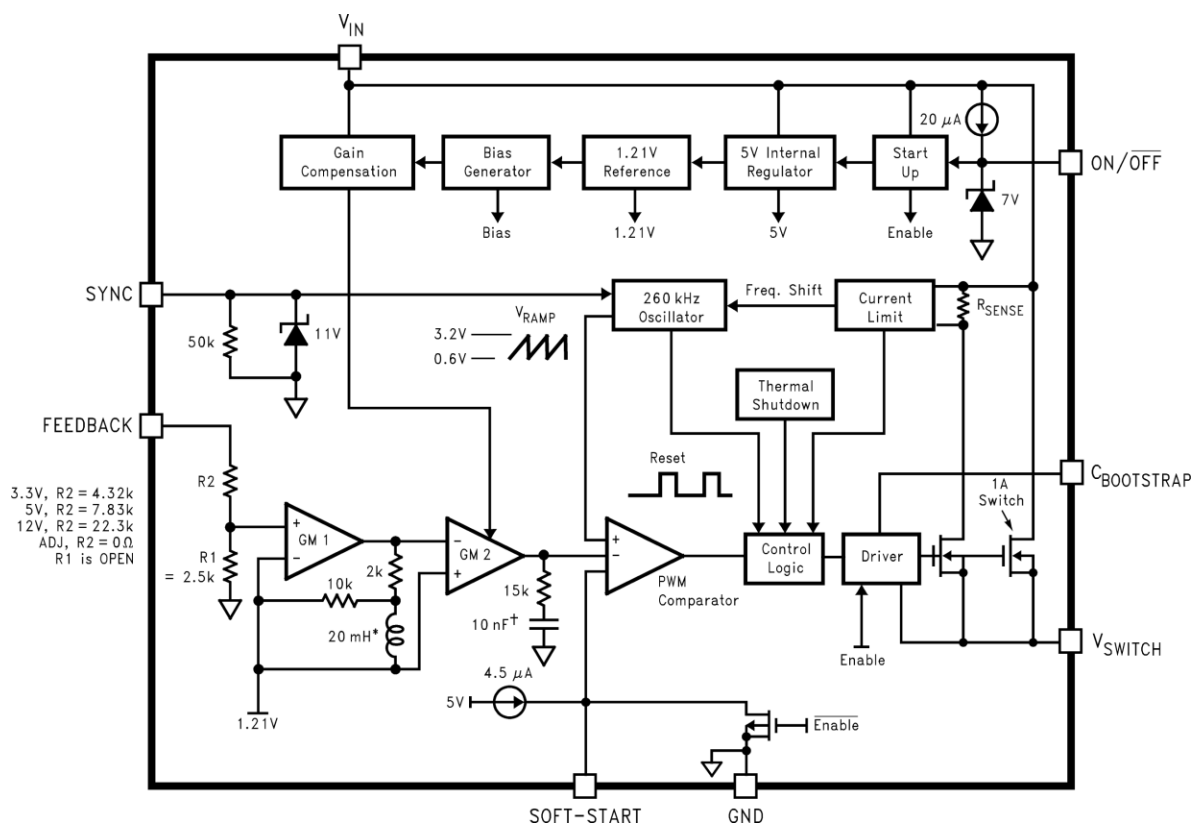 VIN
20 μA
Gain
Compensation
Bias
Generator
1.21V
Reference
5V Internal
Regulator
Start
Up
ON/OFF
7V
Bias
1.21V
5V
Enable
SYNC
50k
11V
VRAMP
3.2V
0.6V
260 kHz
Oscillator
Freq. Shift
Current
Limit
RSENSE
Thermal
Shutdown
FEEDBACK
3.3V, R2 = 4.32k
5V, R2 = 7.83k
12V, R2 = 22.3k
ADJ, R2 = 0Ω
R1 is OPEN
R2
R1
= 2.5k
+
GM 1
−
2k
10k
20 mH*
1.21V
−
GM 2
+
15k
10 nF†
Reset
+
−
PWM
Comparator
Control
Logic
Driver
Enable
1A
Switch
CBOOTSTRAP
VSWITCH
4.5 μA
5V
Enable
SOFT-START
GND